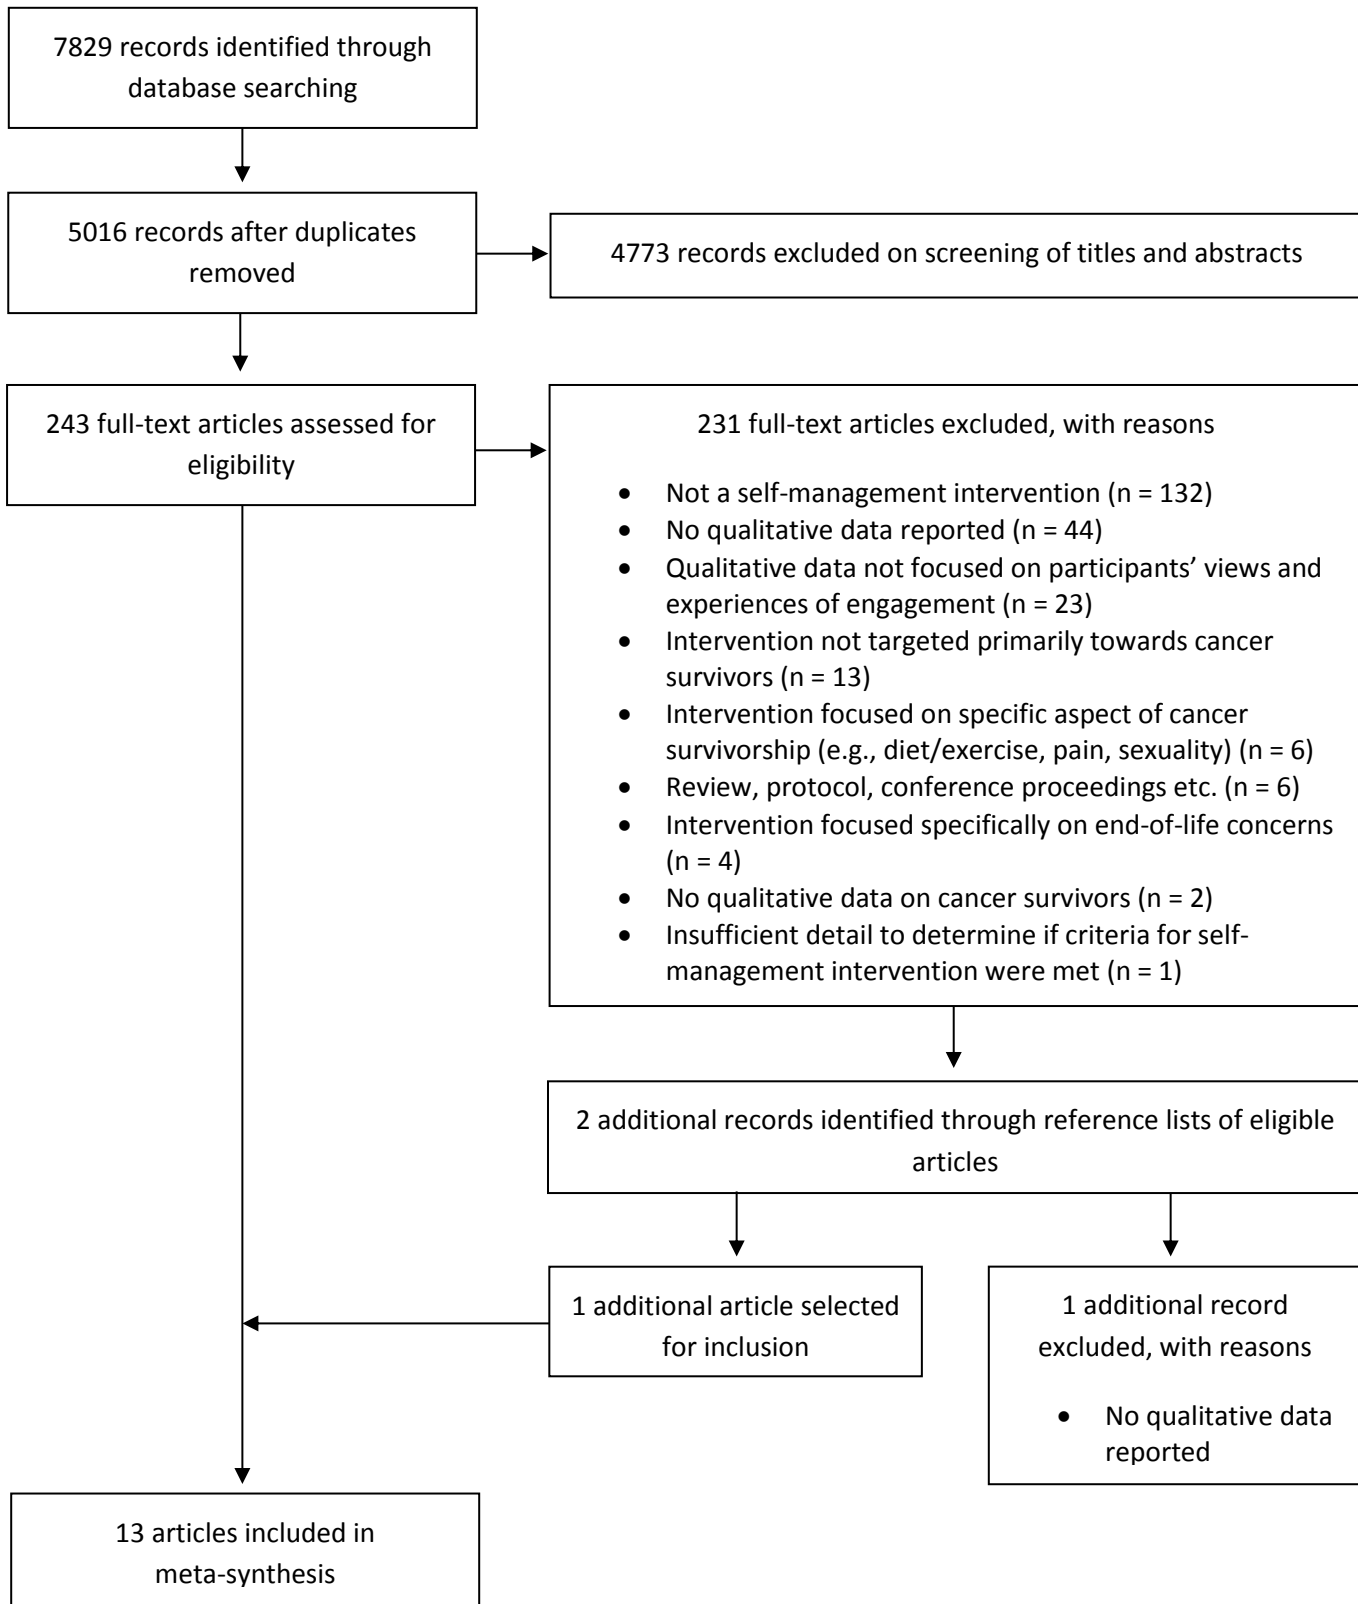 7829 records identified through
database searching
5016 records after duplicates
removed
4773 records excluded on screening of titles and abstracts
243 full-text articles assessed for
eligibility
231 full-text articles excluded, with reasons
• Not a self-management intervention (n = 132)
• No qualitative data reported (n = 44)
• Qualitative data not focused on participants’ views and
experiences of engagement (n = 23)
• Intervention not targeted primarily towards cancer
survivors (n = 13)
• Intervention focused on specific aspect of cancer
survivorship (e.g., diet/exercise, pain, sexuality) (n = 6)
• Review, protocol, conference proceedings etc. (n = 6)
• Intervention focused specifically on end-of-life concerns
(n = 4)
• No qualitative data on cancer survivors (n = 2)
• Insufficient detail to determine if criteria for self-
management intervention were met (n = 1)
2 additional records identified through reference lists of eligible
articles
1 additional article selected
for inclusion
1 additional record
excluded, with reasons
• No qualitative data
reported
13 articles included in
meta-synthesis